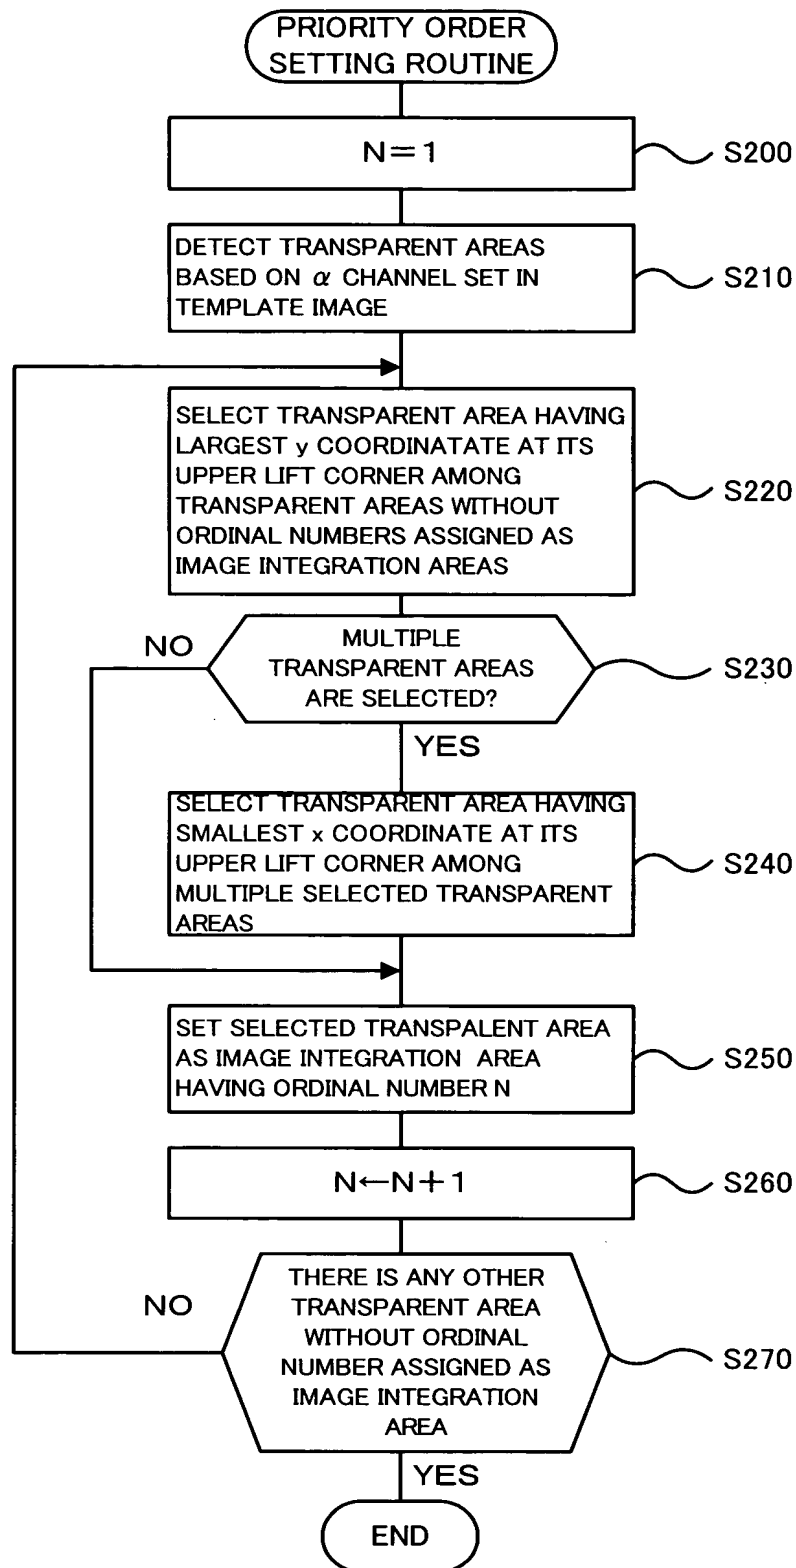 PRIORITY ORDER
SETTING ROUTINE
N=1
S200
DETECT TRANSPARENT AREAS
BASED ON α CHANNEL SET IN
TEMPLATE IMAGE
S210
SELECT TRANSPARENT AREA HAVING
LARGEST y COORDINATATE AT ITS
UPPER LIFT CORNER AMONG
TRANSPARENT AREAS WITHOUT
ORDINAL NUMBERS ASSIGNED AS
IMAGE INTEGRATION AREAS
S220
NO
MULTIPLE
TRANSPARENT AREAS
ARE SELECTED?
S230
YES
SELECT TRANSPARENT AREA HAVING
SMALLEST x COORDINATE AT ITS
UPPER LIFT CORNER AMONG
MULTIPLE SELECTED TRANSPARENT
AREAS
S240
SET SELECTED TRANSPALENT AREA
AS IMAGE INTEGRATION AREA
HAVING ORDINAL NUMBER N
S250
N←N+1
S260
NO
THERE IS ANY OTHER
TRANSPARENT AREA
WITHOUT ORDINAL
NUMBER ASSIGNED AS
IMAGE INTEGRATION
AREA
S270
YES
END